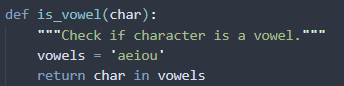 def is_vowel(char):
    """Check if character is a vowel."""
    vowels = 'aeiou'
    return char in vowels